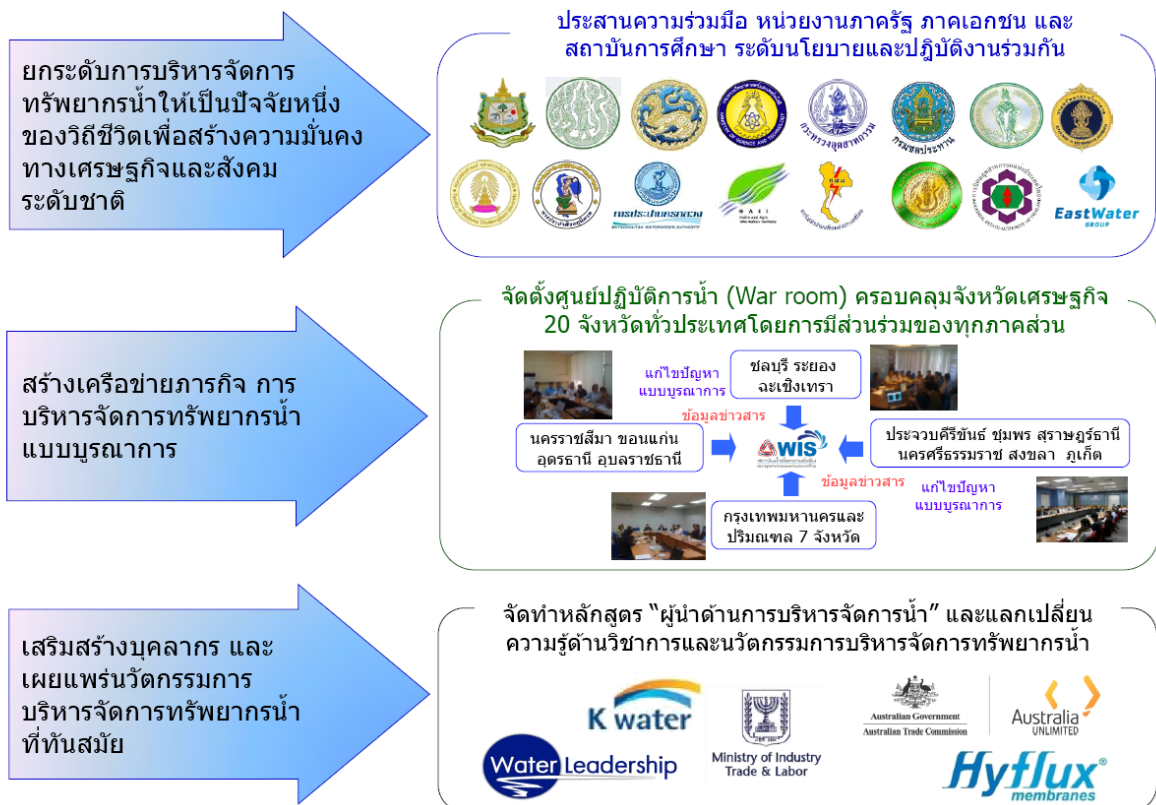 ยกระดับการบริหารจัดการ
ทรัพยากรน้ำให้เป็นปัจจัยหนึ่ง
ของวิถีชีวิตเพื่อสร้างความมั่นคง
ทางเศรษฐกิจและสังคม
ระดับชาติ
ประสานความร่วมมือ หน่วยงานภาครัฐ ภาคเอกชน และ
สถาบันการศึกษา ระดับนโยบายและปฎิบัติงานร่วมกัน
MINISTRY OF SCIENCE AND TECHNOLOGY
กระทรวงอุตสาหกรรม
กรมชลประทาน
การประปานครหลวง
METROPOLITAN WATERWORKS AUTHORITY
HAII
Hydro and Agro
Informatics Institute
กฟผ
EastWater
GROUP
สร้างเครือข่ายภารกิจ การ
บริหารจัดการทรัพยากรน้ำ
แบบบูรณาการ
จัดตั้งศูนย์ปฏิบัติการน้ำ (War room) ครอบคลุมจังหวัดเศรษฐกิจ
20 จังหวัดทั่วประเทศโดยการมีส่วนร่วมของทุกภาคส่วน
แก้ไขปัญหา
แบบบูรณาการ
ชลบุรี ระยอง
ฉะเชิงเทรา
ข้อมูลข่าวสาร
นครราชสีมา ขอนแก่น
อุดรธานี อุบลราชธานี
WIS
ประจวบคีรีขันธ์ ชุมพร สุราษฎร์ธานี
นครศรีธรรมราช สงขลา ภูเก็ต
ข้อมูลข่าวสาร
แก้ไขปัญหา
แบบบูรณาการ
กรุงเทพมหานครและ
ปริมณฑล 7 จังหวัด
เสริมสร้างบุคลากร และ
เผยแพร่นวัตกรรมการ
บริหารจัดการทรัพยากรน้ำ
ที่ทันสมัย
จัดทำหลักสูตร “ผู้นำด้านการบริหารจัดการน้ำ” และแลกเปลี่ยน
ความรู้ด้านวิชาการและนวัตกรรมการบริหารจัดการทรัพยากรน้ำ
K water
Water Leadership
Ministry of Industry
Trade & Labor
Australian Government
Australian Trade Commission
Australia
UNLIMITED
Hyflux®
membranes